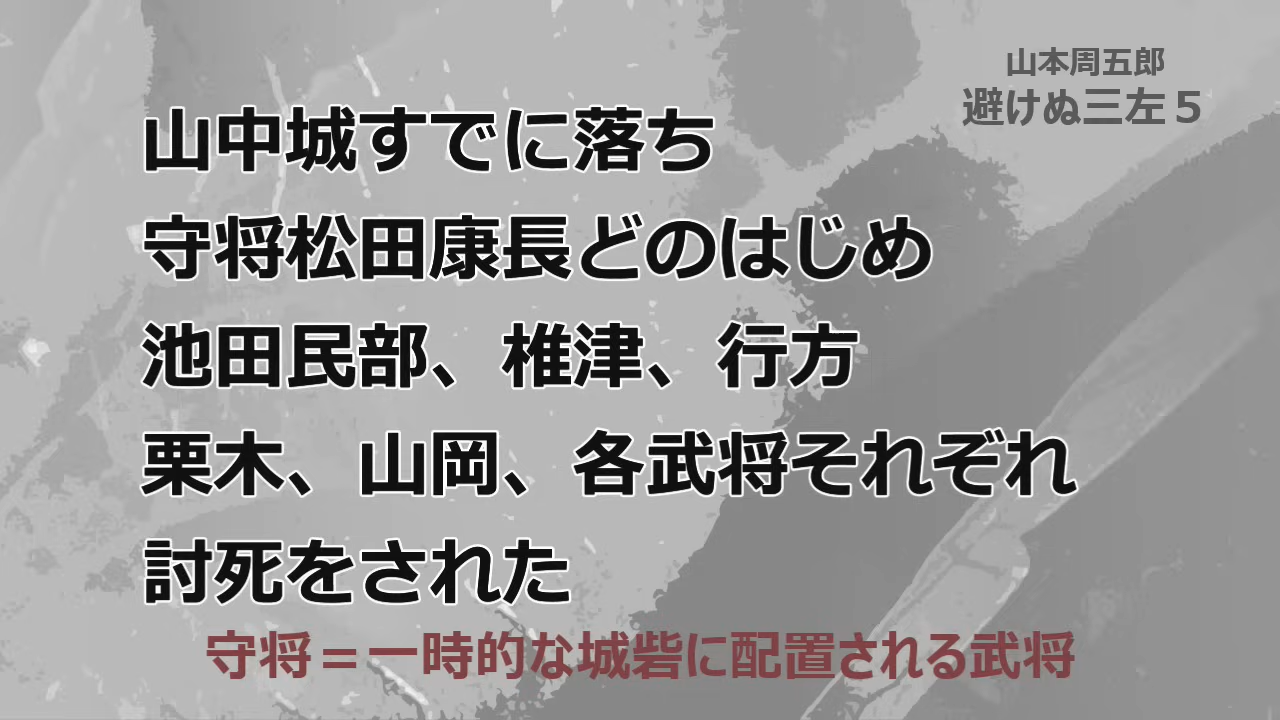 山本周五郎
避けぬ三左５
山中城すでに落ち
守将松田康長どのはじめ
池田民部、椎津、行方
栗木、山岡、各武将それぞれ
討死をされた
守将＝一時的な城砦に配置される武将